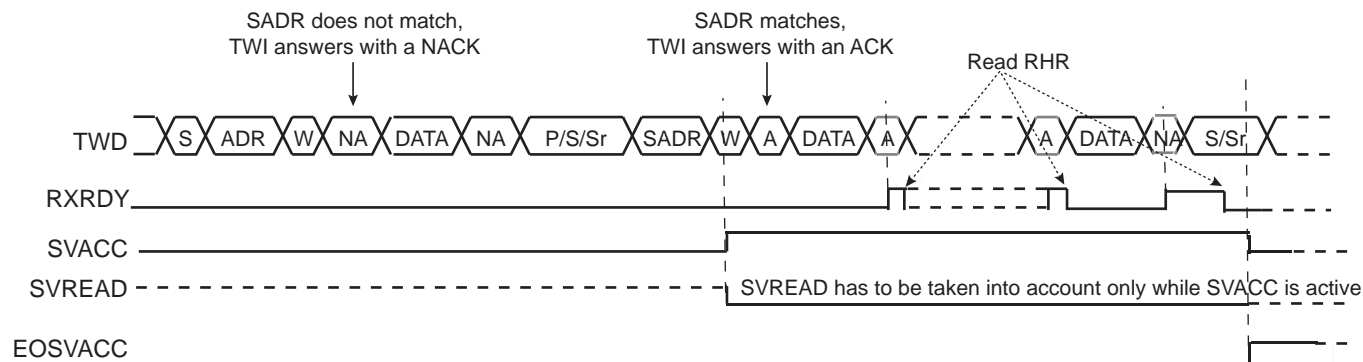 SADR does not match,
TWI answers with a NACK
SADR matches,
TWI answers with an ACK
Read RHR
TWD S ADR W NA DATA NA P/S/Sr SADR W A DATA A A DATA NA S/Sr
RXRDY
SVACC
SVREAD SVREAD has to be taken into account only while SVACC is active
EOSVACC